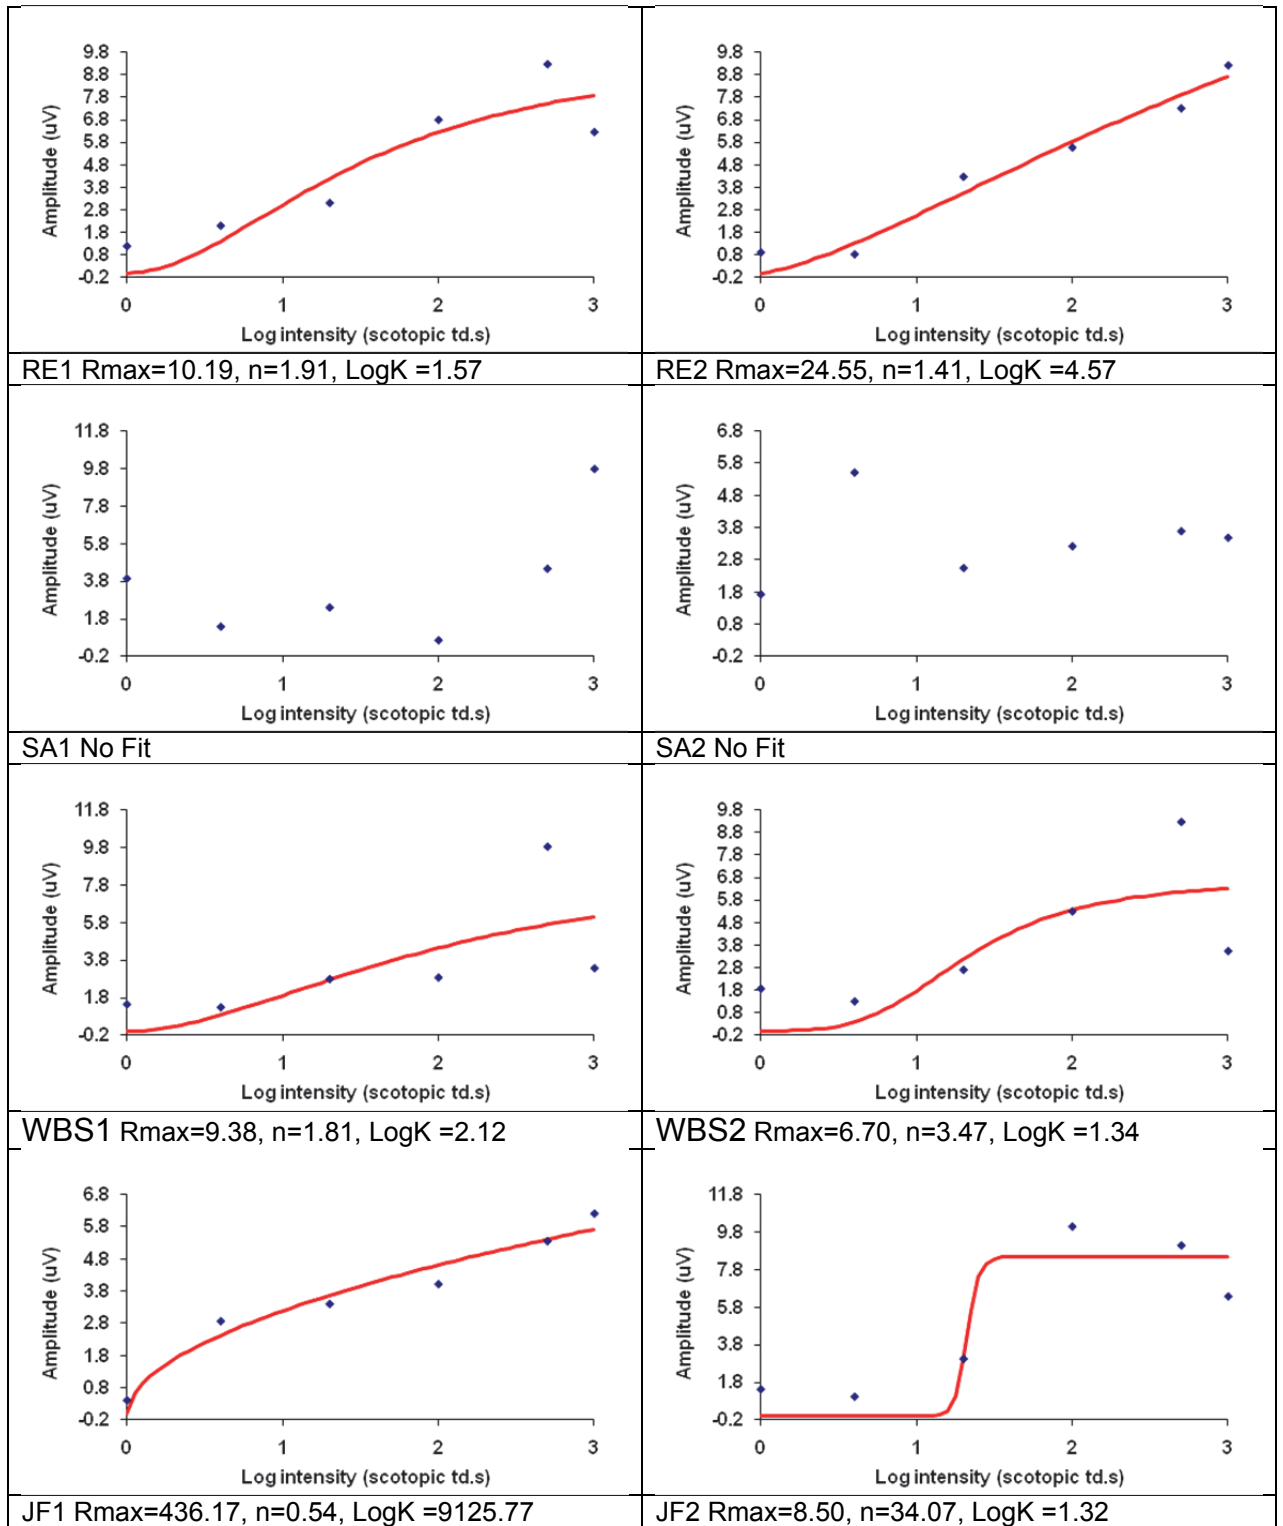 9.8
8.8
7.8
6.8
5.8
4.8
3.8
2.8
1.8
0.8
-0.2
Amplitude (uV)
0 1 2 3
Log intensity (scotopic td.s)
RE1 Rmax=10.19, n=1.91, LogK =1.57
9.8
8.8
7.8
6.8
5.8
4.8
3.8
2.8
1.8
0.8
-0.2
Amplitude (uV)
0 1 2 3
Log intensity (scotopic td.s)
RE2 Rmax=24.55, n=1.41, LogK =4.57
11.8
9.8
7.8
5.8
3.8
1.8
-0.2
Amplitude (uV)
0 1 2 3
Log intensity (scotopic td.s)
SA1 No Fit
6.8
5.8
4.8
3.8
2.8
1.8
0.8
-0.2
Amplitude (uV)
0 1 2 3
Log intensity (scotopic td.s)
SA2 No Fit
11.8
9.8
7.8
5.8
3.8
1.8
-0.2
Amplitude (uV)
0 1 2 3
Log intensity (scotopic td.s)
WBS1 Rmax=9.38, n=1.81, LogK =2.12
9.8
8.8
7.8
6.8
5.8
4.8
3.8
2.8
1.8
0.8
-0.2
Amplitude (uV)
0 1 2 3
Log intensity (scotopic td.s)
WBS2 Rmax=6.70, n=3.47, LogK =1.34
6.8
5.8
4.8
3.8
2.8
1.8
0.8
-0.2
Amplitude (uV)
0 1 2 3
Log intensity (scotopic td.s)
JF1 Rmax=436.17, n=0.54, LogK =9125.77
11.8
9.8
7.8
5.8
3.8
1.8
-0.2
Amplitude (uV)
0 1 2 3
Log intensity (scotopic td.s)
JF2 Rmax=8.50, n=34.07, LogK =1.32